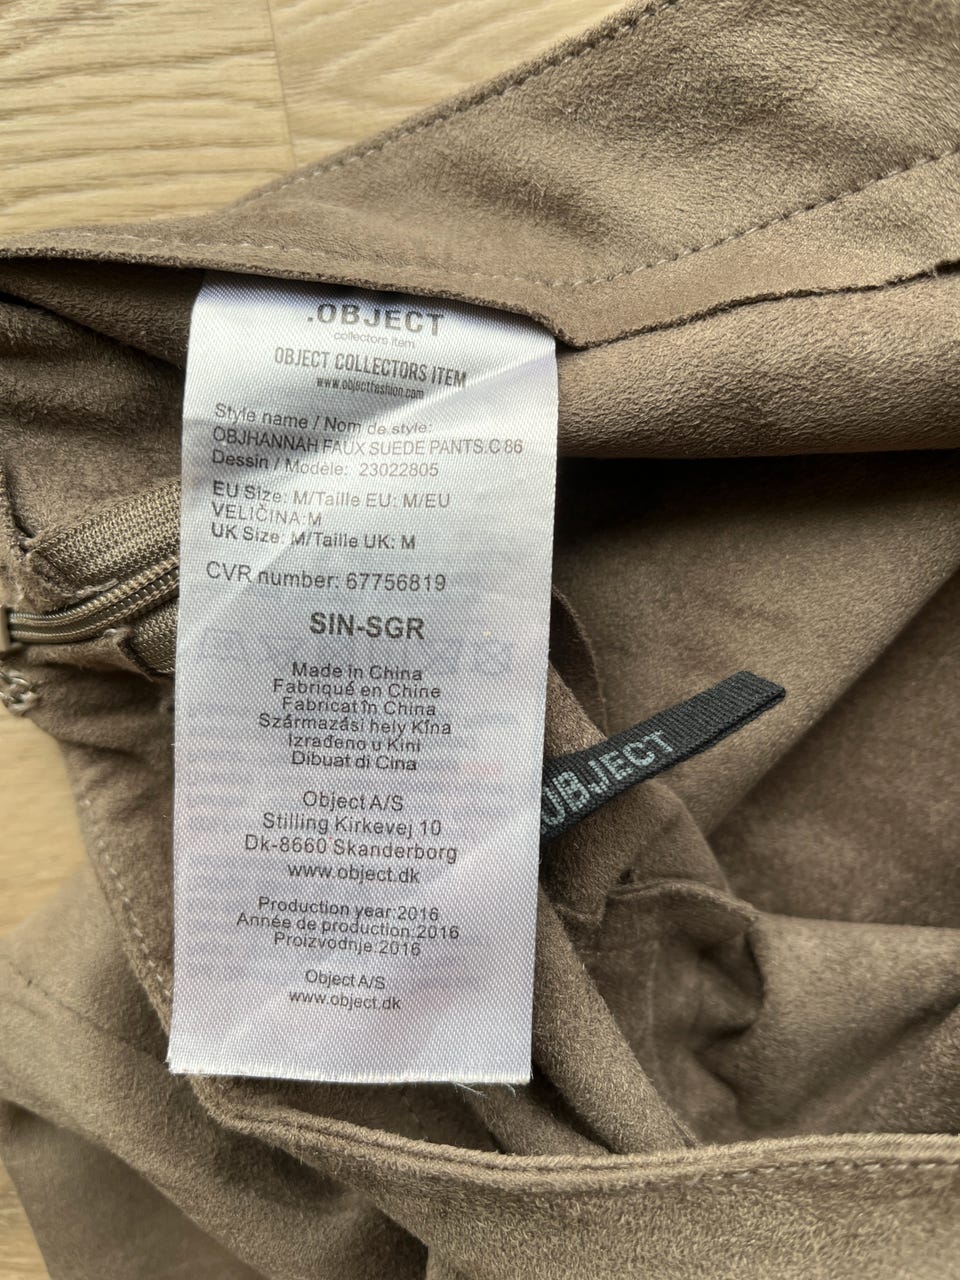 .OBJECT
collectors item
OBJECT COLLECTORS ITEM
www.objectfashion.com
Style name / Nom de style:
OBJHANNAH FAUX SUEDE PANTS.C 86
Dessin / Modèle: 23022805
EU Size: M/Taille EU: M/EU
VELIČINA:M
UK Size: M/Taille UK: M
CVR number: 67756819
SIN-SGR
Made in China
Fabriqué en Chine
Fabricat în China
Származási hely Kína
Izrađeno u Kini
Dibuat di Cina
Object A/S
Stilling Kirkevej 10
Dk-8660 Skanderborg
www.object.dk
Production year:2016
Année de production:2016
Proizvodnje:2016
Object A/S
www.object.dk
.OBJECT